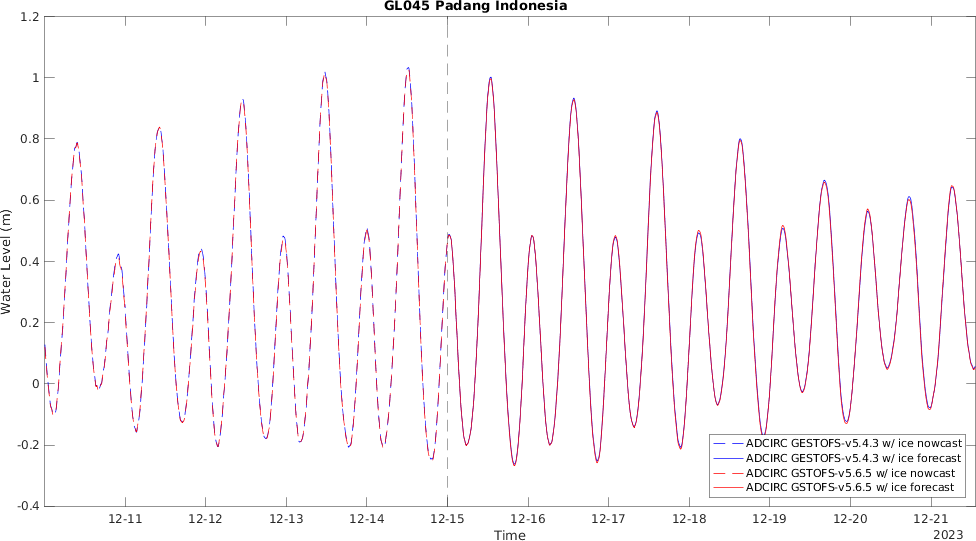 GL045 Padang Indonesia
1.2
1
0.8
0.6
0.4
0.2
0
-0.2
-0.4
Water Level (m)
12-11 12-12 12-13 12-14 12-15 12-16 12-17 12-18 12-19 12-20 12-21
Time
2023
ADCIRC GESTOFS-v5.4.3 w/ ice nowcast
ADCIRC GESTOFS-v5.4.3 w/ ice forecast
ADCIRC GSTOFS-v5.6.5 w/ ice nowcast
ADCIRC GSTOFS-v5.6.5 w/ ice forecast